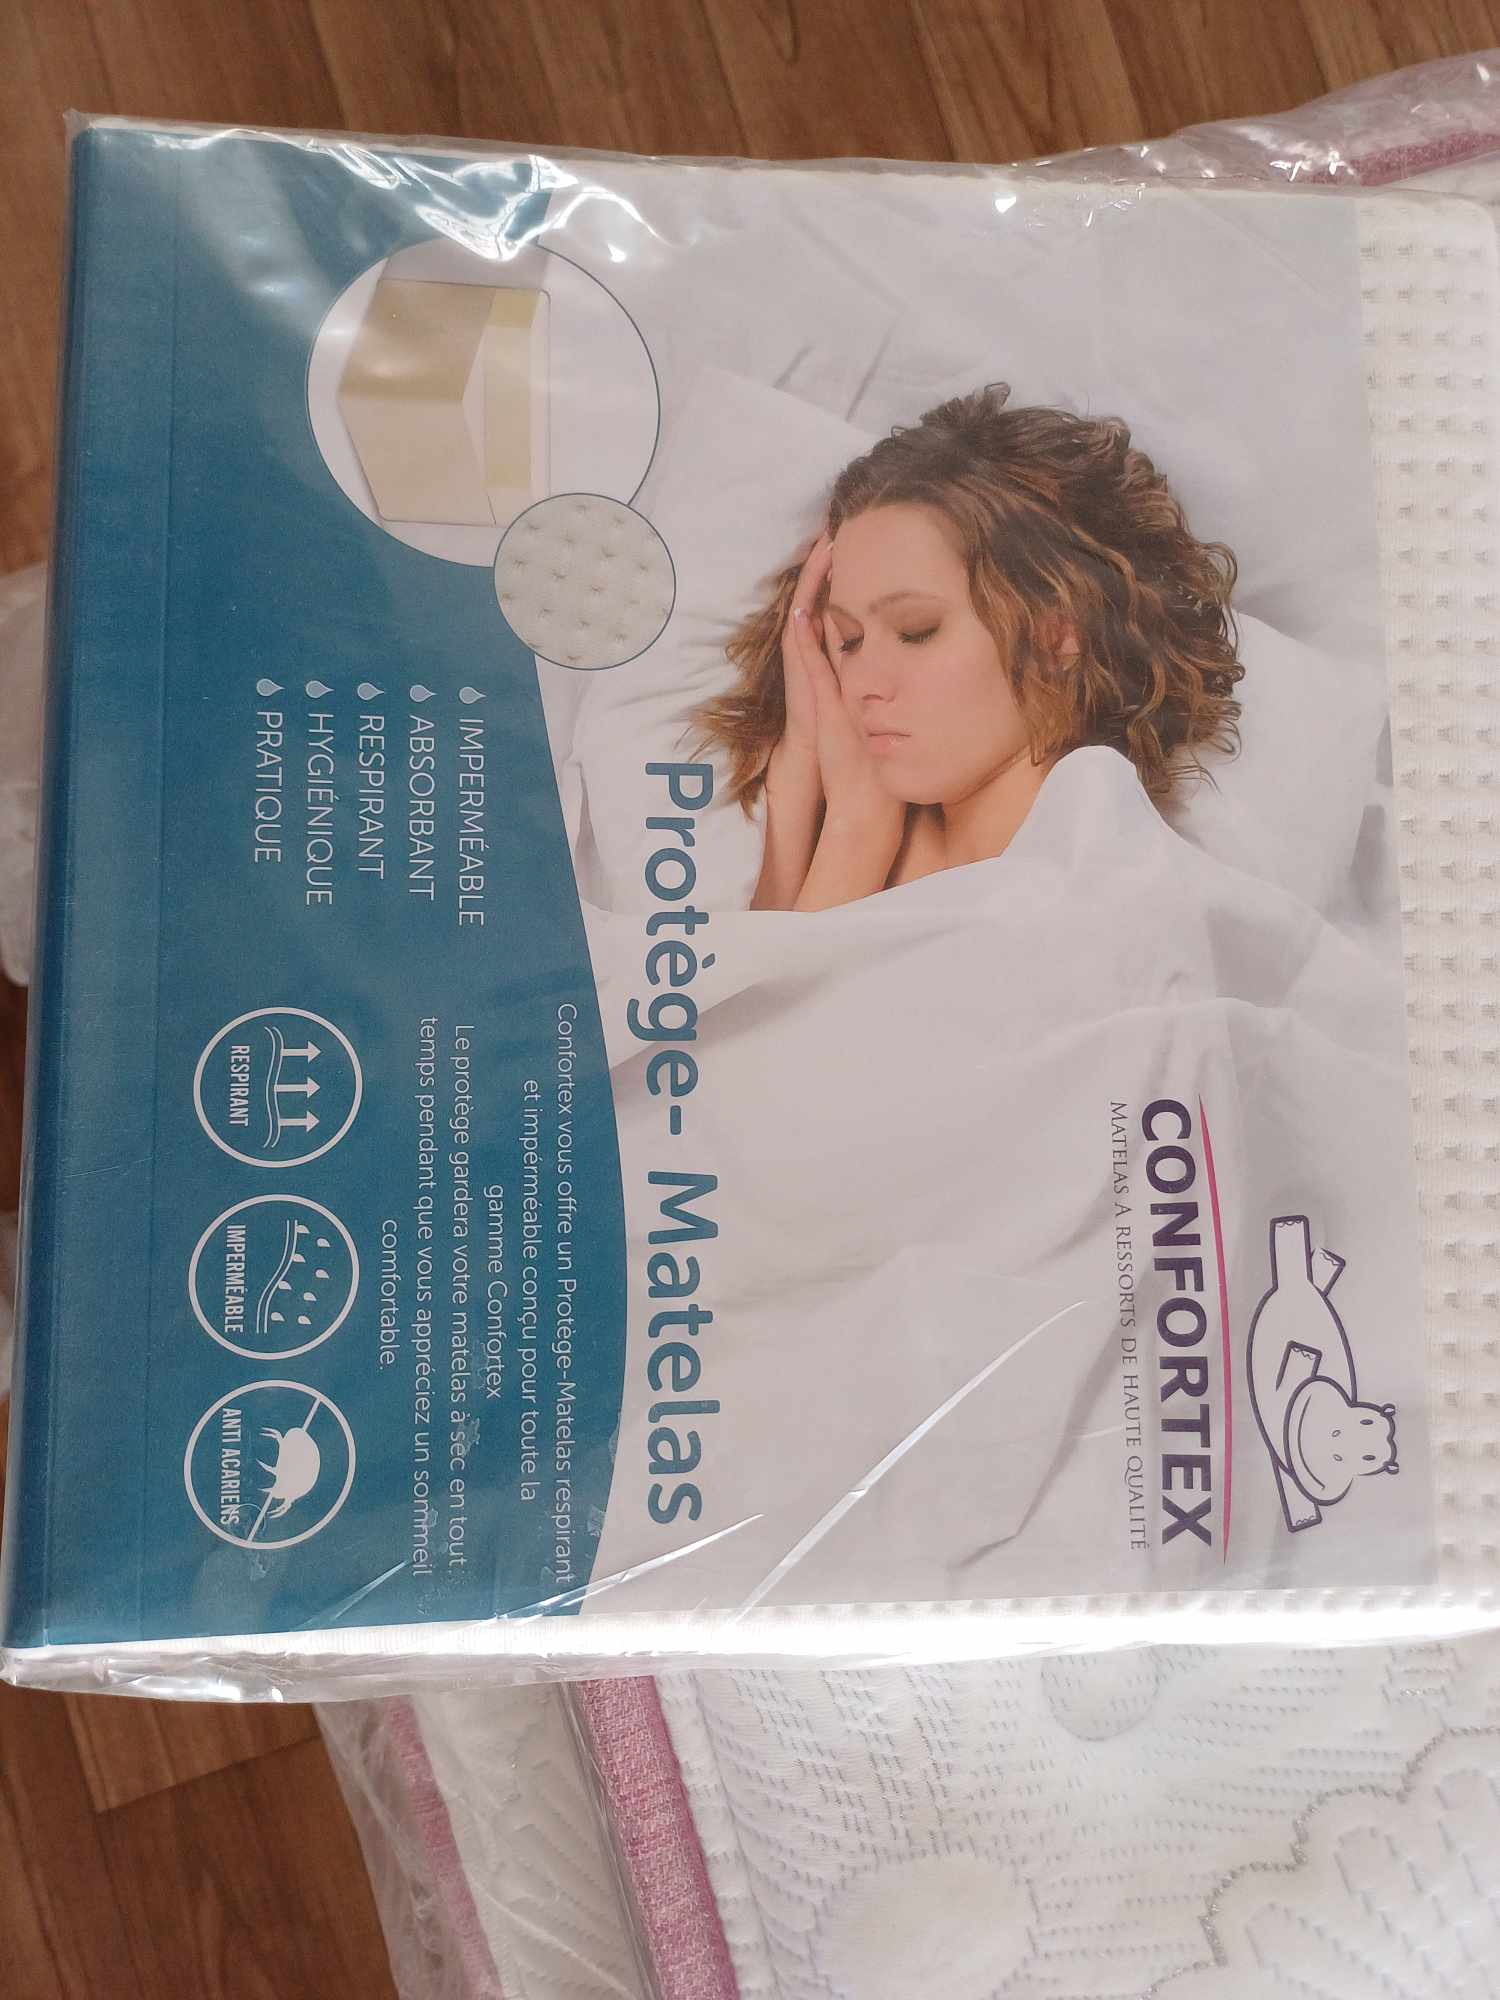 CONFORTEX
MATELAS A RESSORTS DE HAUTE QUALITÉ
Protège- Matelas
IMPERMÉABLE
ABSORBANT
RESPIRANT
HYGIÉNIQUE
PRATIQUE
Confortex vous offre un Protège-Matelas respirant
et impérméable conçu pour toute la
gamme Confortex
Le protège gardera votre matelas à sec en tout
temps pendant que vous appréciez un sommeil
comfortable.
RESPIRANT
IMPERMÉABLE
ANTI ACARIENS